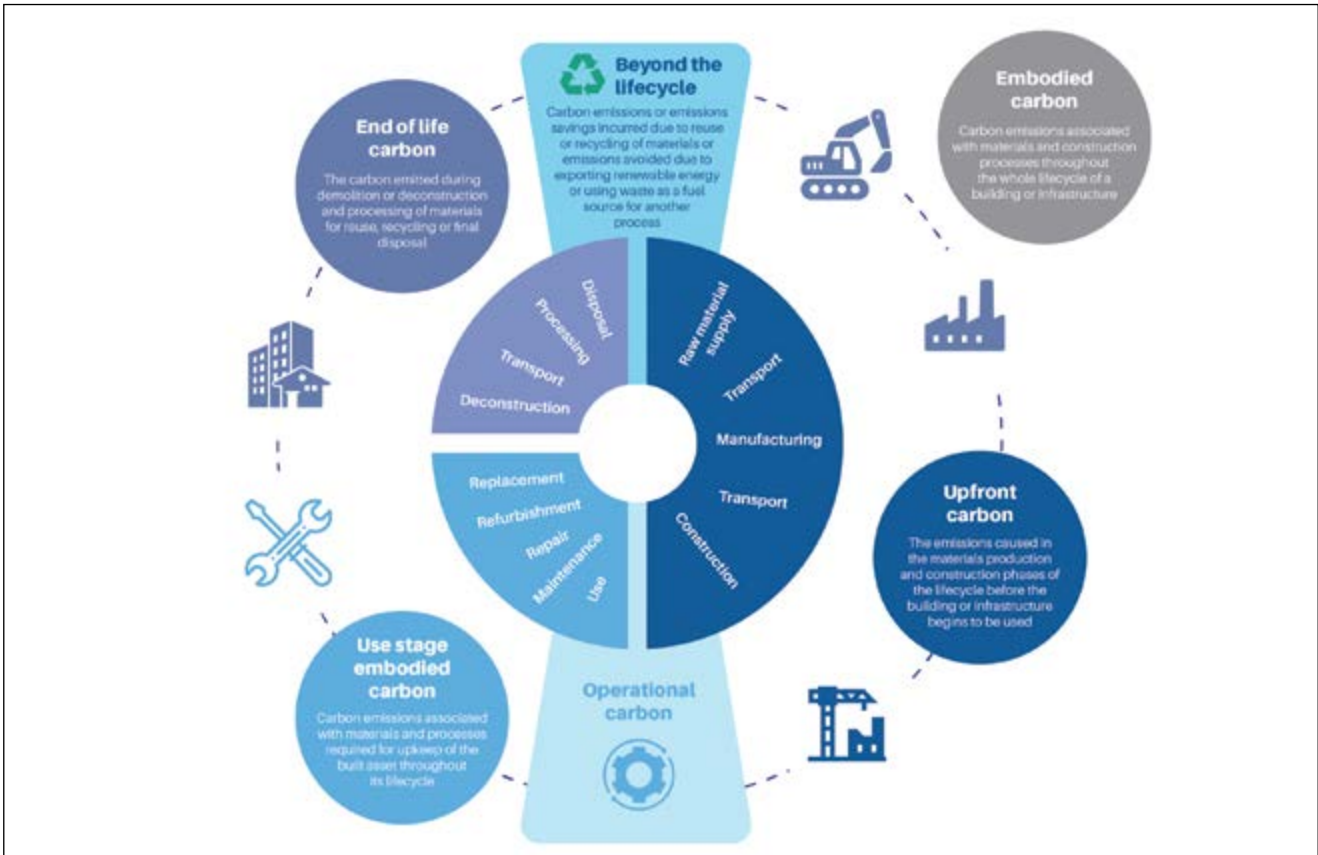 Beyond the
lifecycle
Carbon emissions or emissions
savings incurred due to reuse
or recycling of materials or
emissions avoided due to
exporting renewable energy
or using waste as a fuel
source for another
process
Embodied
carbon
Carbon emissions associated
with materials and construction
processes throughout
the whole lifecycle of a
building or infrastructure
End of life
carbon
The carbon emitted during
demolition or deconstruction
and processing of materials
for reuse, recycling or final
disposal
Disposal
Processing
Transport
Deconstruction
Raw material
supply
Transport
Manufacturing
Transport
Construction
Replacement
Refurbishment
Repair
Maintenance
Use
Upfront
carbon
The emissions caused in
the materials production
and construction phases of
the lifecycle before the
building or infrastructure
begins to be used
Use stage
embodied
carbon
Carbon emissions associated
with materials and processes
required for upkeep of the
built asset throughout
its lifecycle
Operational
carbon